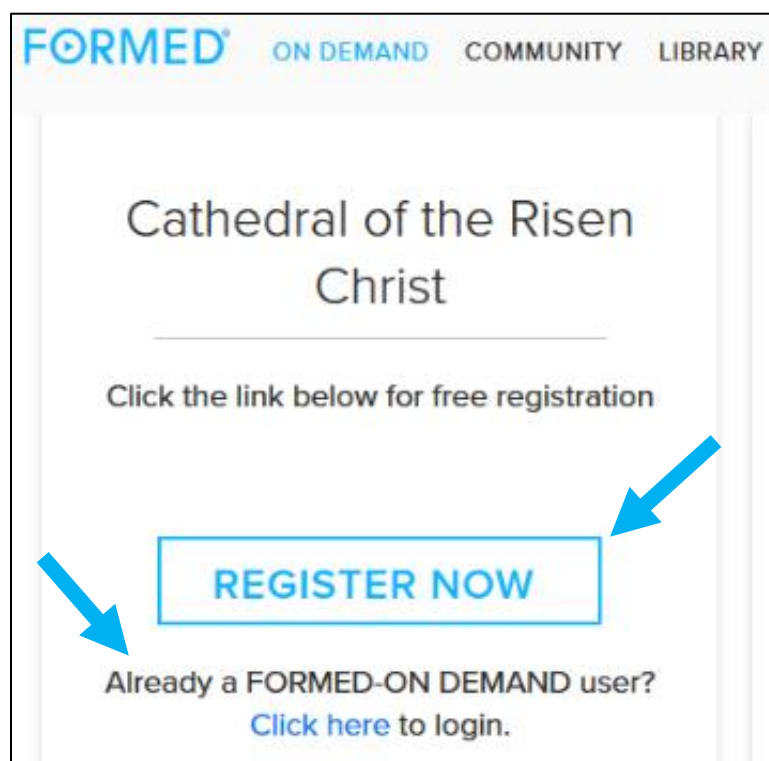 FORMED® ON DEMAND COMMUNITY LIBRARY
Cathedral of the Risen
Christ
Click the link below for free registration
REGISTER NOW
Already a FORMED-ON DEMAND user?
Click here to login.